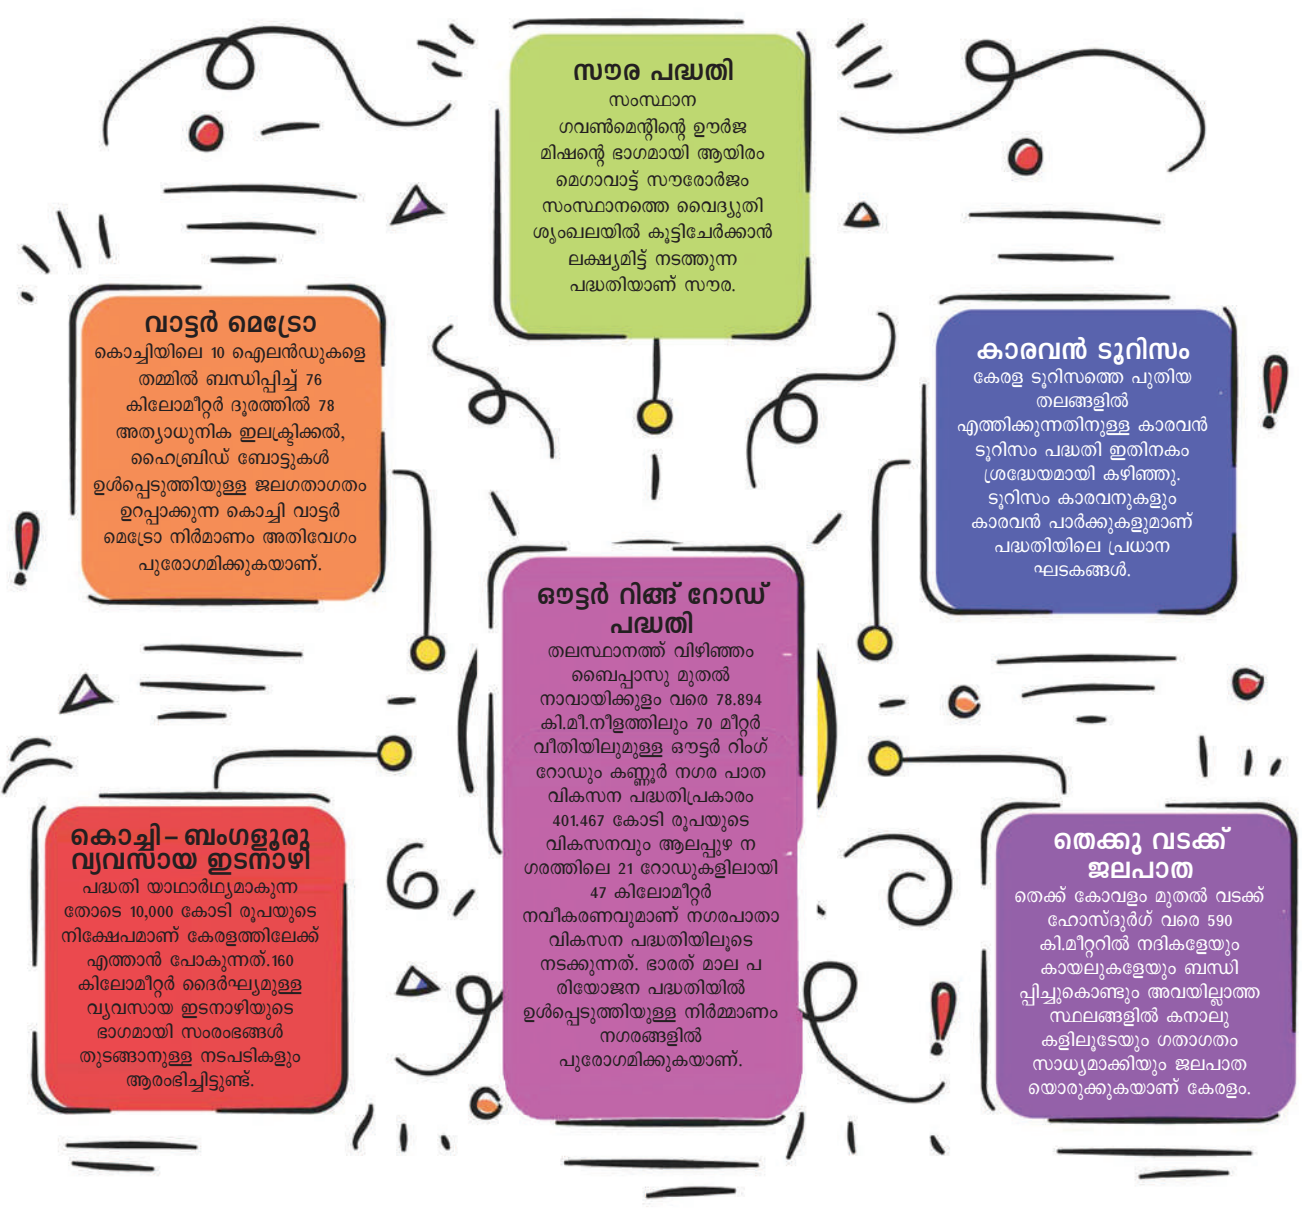 സൗര പദ്ധതി
സംസ്ഥാന
ഗവൺമെന്റിന്റെ ഊർജ
മിഷന്റെ ഭാഗമായി ആയിരം
മെഗാവാട്ട് സൗരോർജം
സംസ്ഥാനത്തെ വൈദ്യുതി
ശൃംഖലയിൽ കൂട്ടിചേർക്കാൻ
ലക്ഷ്യമിട്ട് നടത്തുന്ന
പദ്ധതിയാണ് സൗര.
വാട്ടർ മെട്രോ
കൊച്ചിയിലെ 10 ഐലൻഡുകളെ
തമ്മിൽ ബന്ധിപ്പിച്ച് 76
കിലോമീറ്റർ ദൂരത്തിൽ 78
അത്യാധുനിക ഇലക്ട്രിക്കൽ,
ഹൈബ്രിഡ് ബോട്ടുകൾ
ഉൾപ്പെടുത്തിയുള്ള ജലഗതാഗതം
ഉറപ്പാക്കുന്ന കൊച്ചി വാട്ടർ
മെട്രോ നിർമാണം അതിവേഗം
പുരോഗമിക്കുകയാണ്.
കാരവൻ ടൂറിസം
കേരള ടൂറിസത്തെ പുതിയ
തലങ്ങളിൽ
എത്തിക്കുന്നതിനുള്ള കാരവൻ
ടൂറിസം പദ്ധതി ഇതിനകം
ശ്രദ്ധേയമായി കഴിഞ്ഞു.
ടൂറിസം കാരവനുകളും
കാരവൻ പാർക്കുകളുമാണ്
പദ്ധതിയിലെ പ്രധാന
ഘടകങ്ങൾ.
ഔട്ടർ റിങ്ങ് റോഡ്
പദ്ധതി
തലസ്ഥാനത്ത് വിഴിഞ്ഞം
ബൈപ്പാസു മുതൽ
നാവായിക്കുളം വരെ 78.894
കി.മീ.നീളത്തിലും 70 മീറ്റർ
വീതിയിലുമുള്ള ഔട്ടർ റിംഗ്
റോഡും കണ്ണൂർ നഗര പാത
വികസന പദ്ധതിപ്രകാരം
401.467 കോടി രൂപയുടെ
വികസനവും ആലപ്പുഴ ന
ഗരത്തിലെ 21 റോഡുകളിലായി
47 കിലോമീറ്റർ
നവീകരണവുമാണ് നഗരപാതാ
വികസന പദ്ധതിയിലൂടെ
നടക്കുന്നത്. ഭാരത് മാല പ
രിയോജന പദ്ധതിയിൽ
ഉൾപ്പെടുത്തിയുള്ള നിർമ്മാണം
നഗരങ്ങളിൽ
പുരോഗമിക്കുകയാണ്.
കൊച്ചി–ബംഗളൂരു
വ്യവസായ ഇടനാഴി
പദ്ധതി യാഥാർഥ്യമാകുന്ന
തോടെ 10,000 കോടി രൂപയുടെ
നിക്ഷേപമാണ് കേരളത്തിലേക്ക്
എത്താൻ പോകുന്നത്.160
കിലോമീറ്റർ ദൈർഘ്യമുള്ള
വ്യവസായ ഇടനാഴിയുടെ
ഭാഗമായി സംരംഭങ്ങൾ
തുടങ്ങാനുള്ള നടപടികളും
ആരംഭിച്ചിട്ടുണ്ട്.
തെക്കു വടക്ക്
ജലപാത
തെക്ക് കോവളം മുതൽ വടക്ക്
ഹോസ്ദുർഗ് വരെ 590
കി.മീറ്ററിൽ നദികളേയും
കായലുകളേയും ബന്ധി
പ്പിച്ചുകൊണ്ടും അവയില്ലാത്ത
സ്ഥലങ്ങളിൽ കനാലു
കളിലൂടേയും ഗതാഗതം
സാധ്യമാക്കിയും ജലപാത
യൊരുക്കുകയാണ് കേരളം.